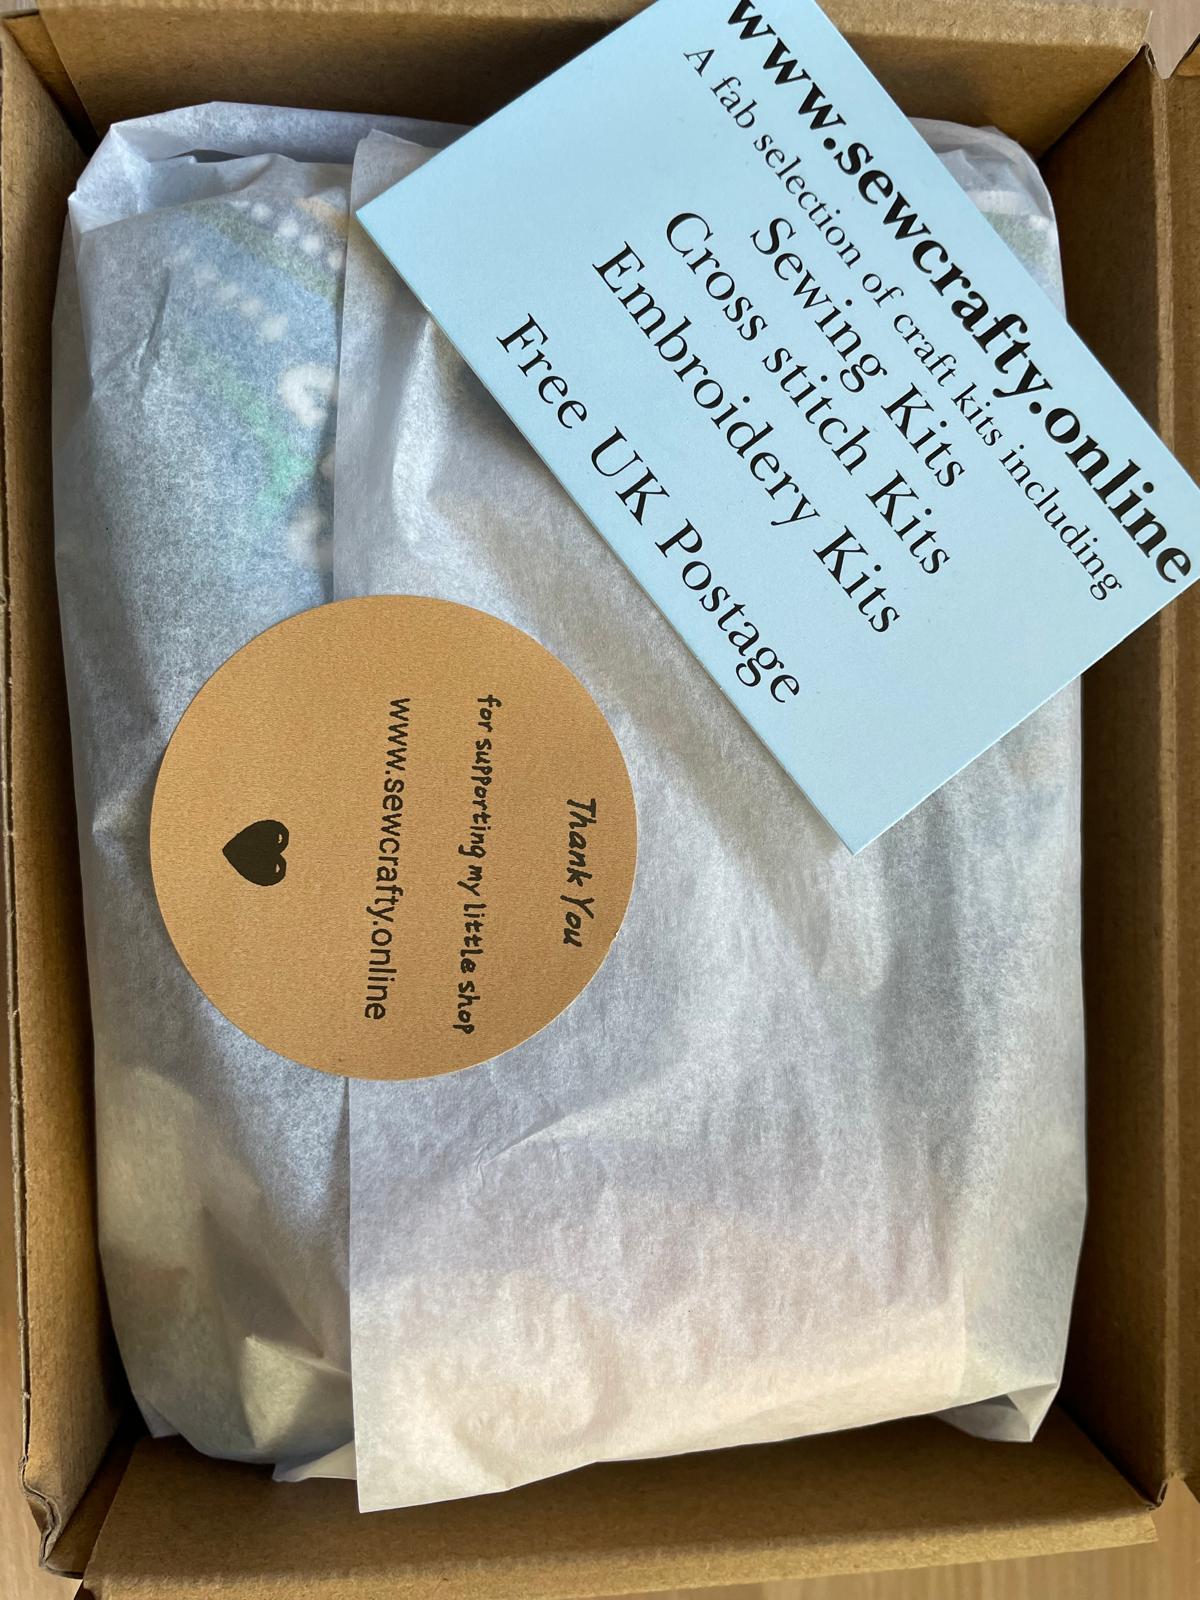 www.sewcrafty.online
A fab selection of craft kits including
Sewing Kits
Cross stitch Kits
Embroidery Kits
Free UK Postage
Thank You
for supporting my little shop
www.sewcrafty.online